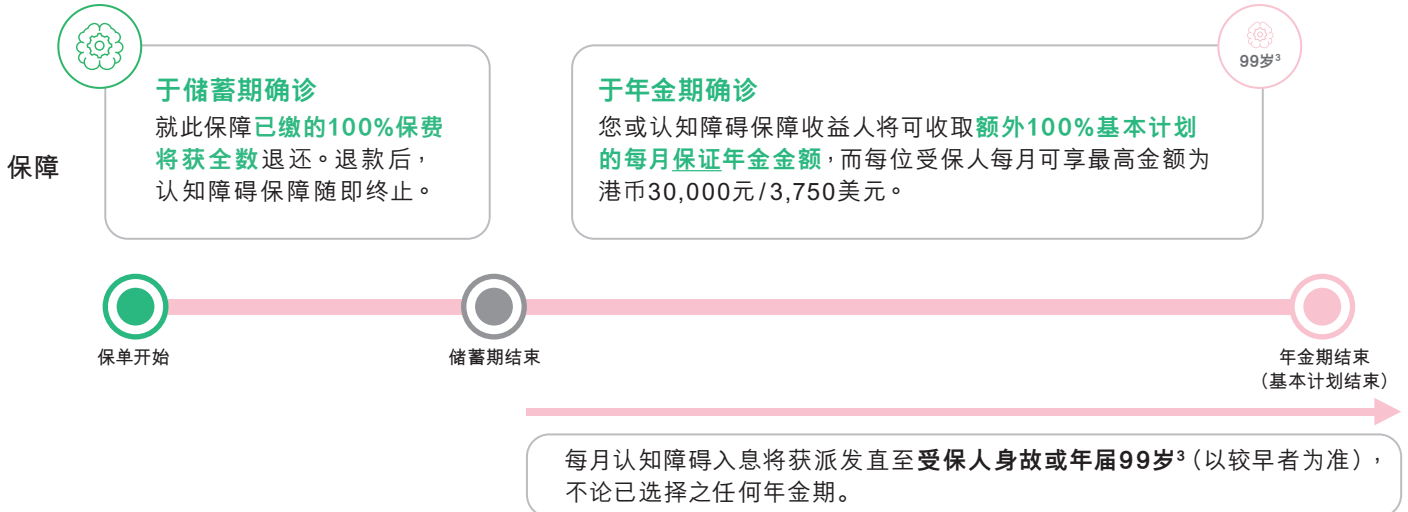 99岁³
保障
于储蓄期确诊
就此保障已缴的100%保费
将获全数退还。退款后，
认知障碍保障随即终止。
于年金期确诊
您或认知障碍保障收益人将可收取额外100%基本计划
的每月保证年金金额，而每位受保人每月可享最高金额为
港币30,000元/3,750美元。
保单开始
储蓄期结束
年金期结束
（基本计划结束）
每月认知障碍入息将获派发直至受保人身故或年届99岁³（以较早者为准），
不论已选择之任何年金期。